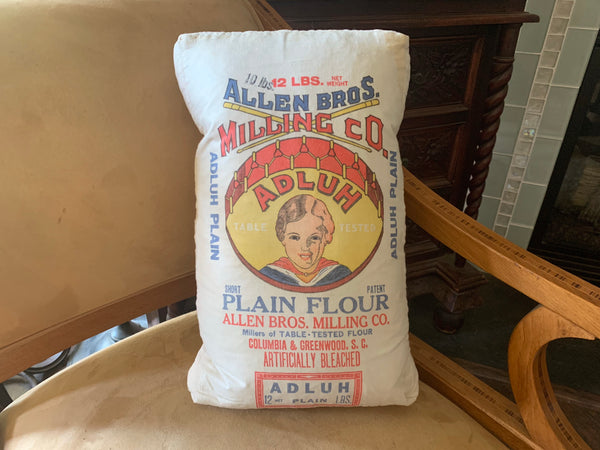 10 lbs. 12 LBS. NET WEIGHT
ALLEN BROS.
MILLING CO.
ADLUH
TABLE TESTED
ADLUH PLAIN
ADLUH PLAIN
SHORT PATENT
PLAIN FLOUR
ALLEN BROS. MILLING CO.
Millers of TABLE-TESTED FLOUR
COLUMBIA & GREENWOOD, S. C.
ARTIFICIALLY BLEACHED
ADLUH
12 NET PLAIN LBS.